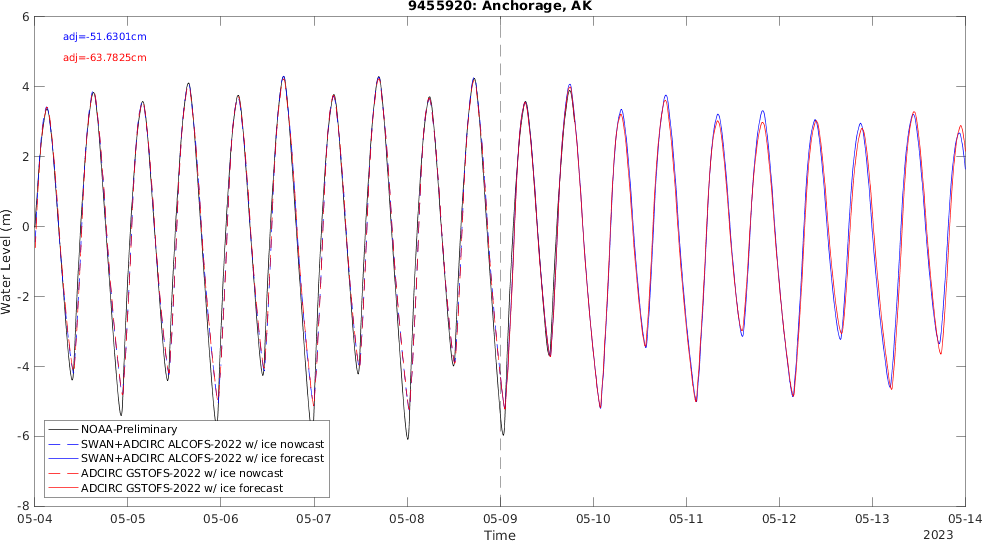 9455920: Anchorage, AK
adj=-51.6301cm
adj=-63.7825cm
6
4
2
0
-2
-4
-6
-8
Water Level (m)
NOAA-Preliminary
SWAN+ADCIRC ALCOFS-2022 w/ ice nowcast
SWAN+ADCIRC ALCOFS-2022 w/ ice forecast
ADCIRC GSTOFS-2022 w/ ice nowcast
ADCIRC GSTOFS-2022 w/ ice forecast
05-04 05-05 05-06 05-07 05-08 05-09 05-10 05-11 05-12 05-13 05-14
Time
2023